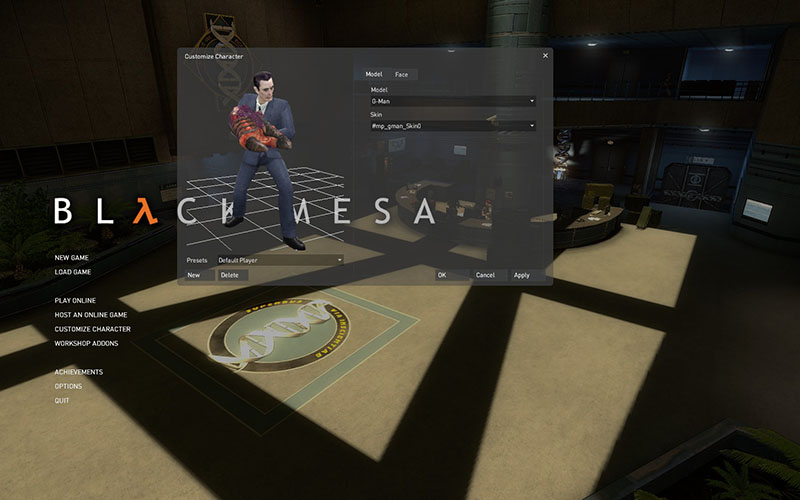 Customize Character
Model Face
Model
G-Man
Skin
#mp_gman_Skin0
BLλCK MESA
Presets Default Player
New Delete OK Cancel Apply
NEW GAME
LOAD GAME
PLAY ONLINE
HOST AN ONLINE GAME
CUSTOMIZE CHARACTER
WORKSHOP ADDONS
ACHIEVEMENTS
OPTIONS
QUIT